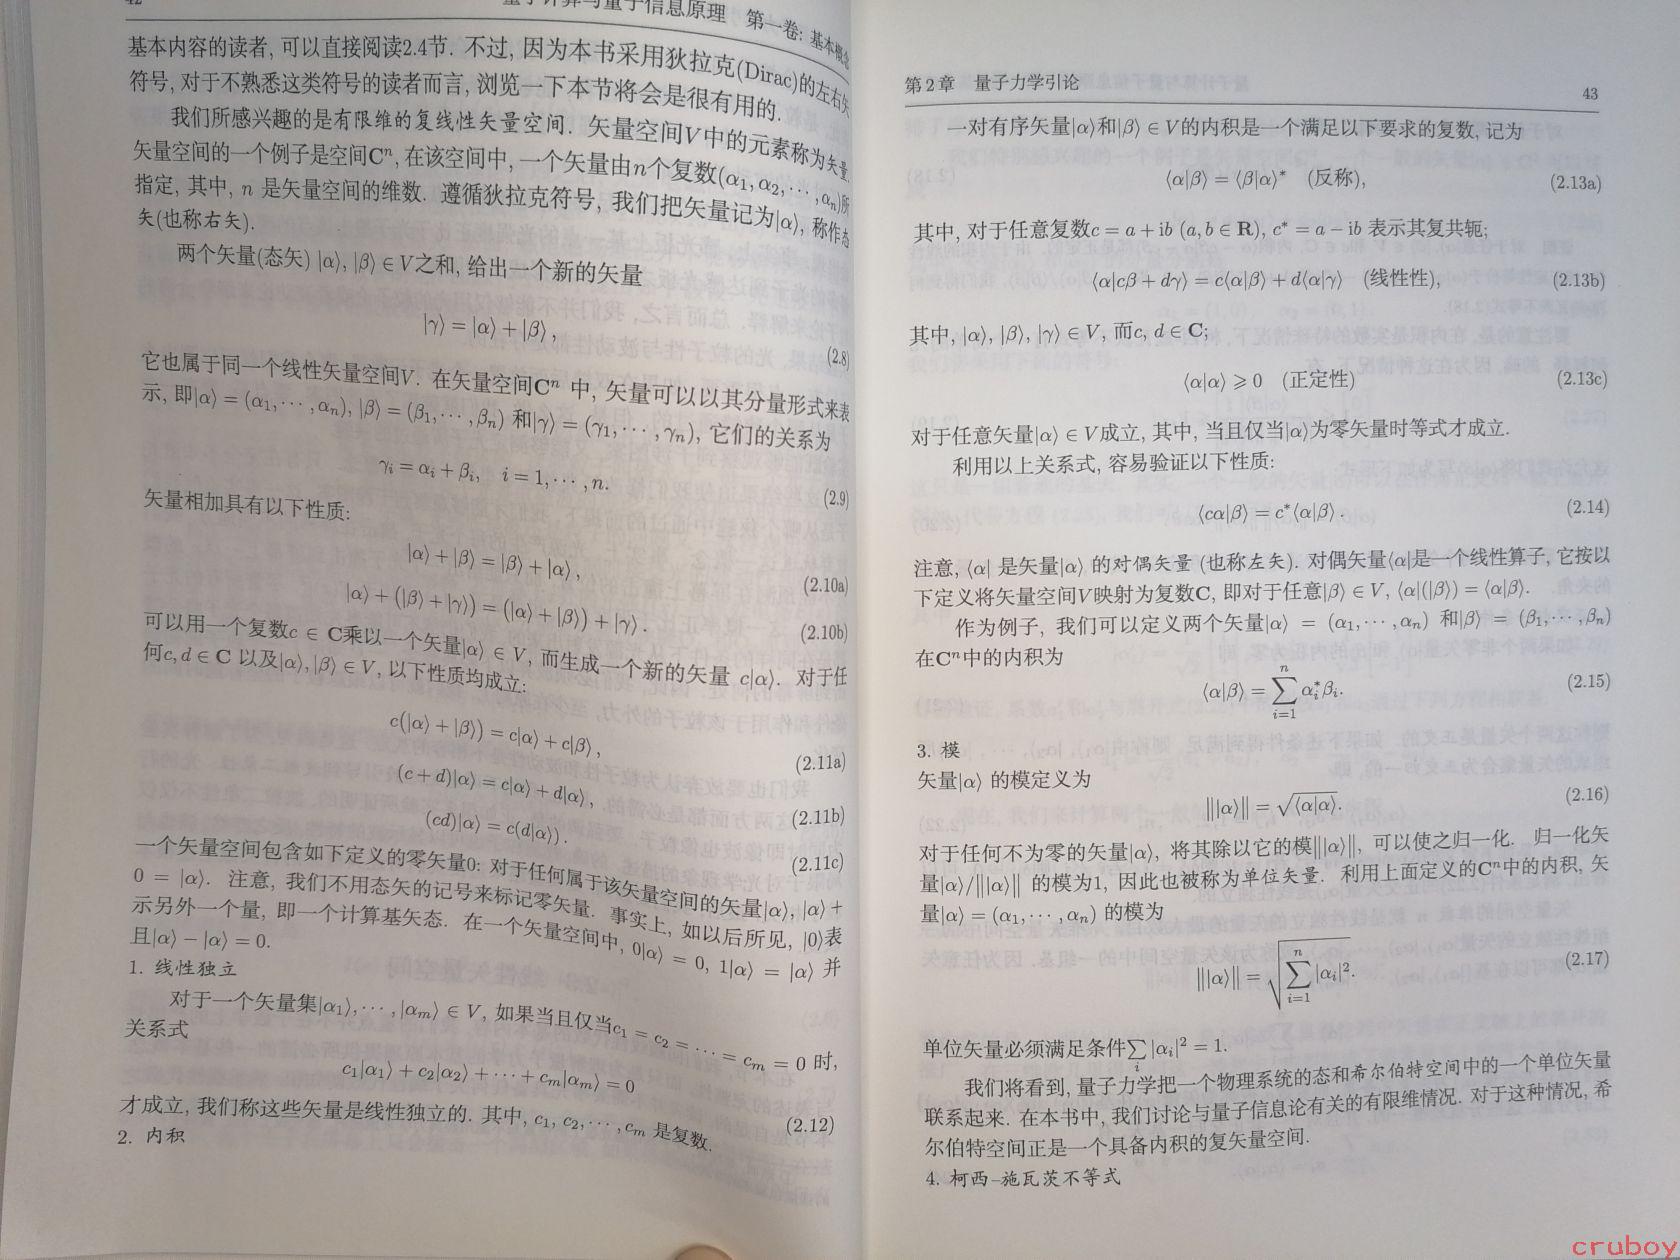 42
量子计算与量子信息原理 第一卷: 基本概念
基本内容的读者, 可以直接阅读2.4节. 不过, 因为本书采用狄拉克(Dirac)的左右矢
符号, 对于不熟悉这类符号的读者而言, 浏览一下本节将会是很有用的.
我们所感兴趣的是有限维的复线性矢量空间. 矢量空间V中的元素称为矢量.
矢量空间的一个例子是空间Cⁿ, 在该空间中, 一个矢量由n个复数(α₁, α₂, ⋯ , αₙ)所
指定, 其中, n 是矢量空间的维数. 遵循狄拉克符号, 我们把矢量记为|α⟩, 称作态
矢(也称右矢).
两个矢量(态矢) |α⟩, |β⟩ ∈ V之和, 给出一个新的矢量
|γ⟩ = |α⟩ + |β⟩ ,
(2.8)
它也属于同一个线性矢量空间V. 在矢量空间Cⁿ 中, 矢量可以以其分量形式来表
示, 即|α⟩ = (α₁, ⋯ , αₙ), |β⟩ = (β₁, ⋯ , βₙ) 和|γ⟩ = (γ₁, ⋯ , γₙ), 它们的关系为
γᵢ = αᵢ + βᵢ, i = 1, ⋯ , n.
(2.9)
矢量相加具有以下性质:
|α⟩ + |β⟩ = |β⟩ + |α⟩ ,
(2.10a)
|α⟩ + (|β⟩ + |γ⟩) = (|α⟩ + |β⟩) + |γ⟩ .
(2.10b)
可以用一个复数c ∈ C乘以一个矢量|α⟩ ∈ V, 而生成一个新的矢量 c|α⟩. 对于任
何c, d ∈ C 以及|α⟩, |β⟩ ∈ V, 以下性质均成立:
c(|α⟩ + |β⟩) = c|α⟩ + c|β⟩ ,
(2.11a)
(c + d)|α⟩ = c|α⟩ + d|α⟩ ,
(2.11b)
(cd)|α⟩ = c(d|α⟩) .
(2.11c)
一个矢量空间包含如下定义的零矢量0: 对于任何属于该矢量空间的矢量|α⟩, |α⟩ +
0 = |α⟩. 注意, 我们不用态矢的记号来标记零矢量. 事实上, 如以后所见, |0⟩表
示另外一个量, 即一个计算基矢态. 在一个矢量空间中, 0|α⟩ = 0, 1|α⟩ = |α⟩ 并
且|α⟩ − |α⟩ = 0.
1. 线性独立
对于一个矢量集|α₁⟩, ⋯ , |αₘ⟩ ∈ V, 如果当且仅当c₁ = c₂ = ⋯ = cₘ = 0 时,
关系式
c₁|α₁⟩ + c₂|α₂⟩ + ⋯ + cₘ|αₘ⟩ = 0
(2.12)
才成立, 我们称这些矢量是线性独立的. 其中, c₁, c₂, ⋯ , cₘ 是复数.
2. 内积
第 2 章 量子力学引论
43
一对有序矢量|α⟩和|β⟩ ∈ V的内积是一个满足以下要求的复数, 记为
⟨α|β⟩ = ⟨β|α⟩* (反称), (2.13a)
其中, 对于任意复数c = a + ib (a, b ∈ R), c* = a − ib 表示其复共轭;
⟨α|cβ + dγ⟩ = c⟨α|β⟩ + d⟨α|γ⟩ (线性性), (2.13b)
其中, |α⟩, |β⟩, |γ⟩ ∈ V, 而c, d ∈ C;
⟨α|α⟩ ⩾ 0 (正定性) (2.13c)
对于任意矢量|α⟩ ∈ V成立, 其中, 当且仅当|α⟩为零矢量时等式才成立.
利用以上关系式, 容易验证以下性质:
⟨cα|β⟩ = c*⟨α|β⟩ . (2.14)
注意, ⟨α| 是矢量|α⟩ 的对偶矢量 (也称左矢). 对偶矢量⟨α|是一个线性算子, 它按以
下定义将矢量空间V映射为复数C, 即对于任意|β⟩ ∈ V, ⟨α|(|β⟩) = ⟨α|β⟩.
作为例子, 我们可以定义两个矢量|α⟩ = (α₁, ⋯ , αₙ) 和|β⟩ = (β₁, ⋯ , βₙ)
在Cⁿ中的内积为
⟨α|β⟩ = ∑ᵢ₌₁ⁿ αᵢ*βᵢ. (2.15)
3. 模
矢量|α⟩ 的模定义为
‖|α⟩‖ = √⟨α|α⟩. (2.16)
对于任何不为零的矢量|α⟩, 将其除以它的模‖|α⟩‖, 可以使之归一化. 归一化矢
量|α⟩/‖|α⟩‖ 的模为1, 因此也被称为单位矢量. 利用上面定义的Cⁿ中的内积, 矢
量|α⟩ = (α₁, ⋯ , αₙ) 的模为
‖|α⟩‖ = √(∑ᵢ₌₁ⁿ |αᵢ|²). (2.17)
单位矢量必须满足条件∑ᵢ |αᵢ|² = 1.
我们将看到, 量子力学把一个物理系统的态和希尔伯特空间中的一个单位矢量
联系起来. 在本书中, 我们讨论与量子信息论有关的有限维情况. 对于这种情况, 希
尔伯特空间正是一个具备内积的复矢量空间.
4. 柯西–施瓦茨不等式
cruboy